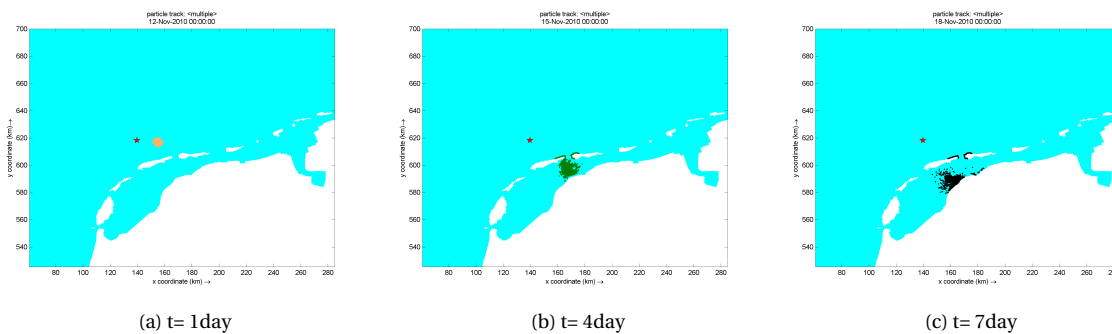 particle track: <multiple>
12-Nov-2010 00:00:00
700
680
660
640
620
600
580
560
540
y coordinate (km) →
80 100 120 140 160 180 200 220 240 260 280
x coordinate (km) →
(a) t= 1day
particle track: <multiple>
15-Nov-2010 00:00:00
700
680
660
640
620
600
580
560
540
y coordinate (km) →
80 100 120 140 160 180 200 220 240 260 280
x coordinate (km) →
(b) t= 4day
particle track: <multiple>
18-Nov-2010 00:00:00
700
680
660
640
620
600
580
560
540
y coordinate (km) →
80 100 120 140 160 180 200 220 240 260 28
x coordinate (km) →
(c) t= 7day